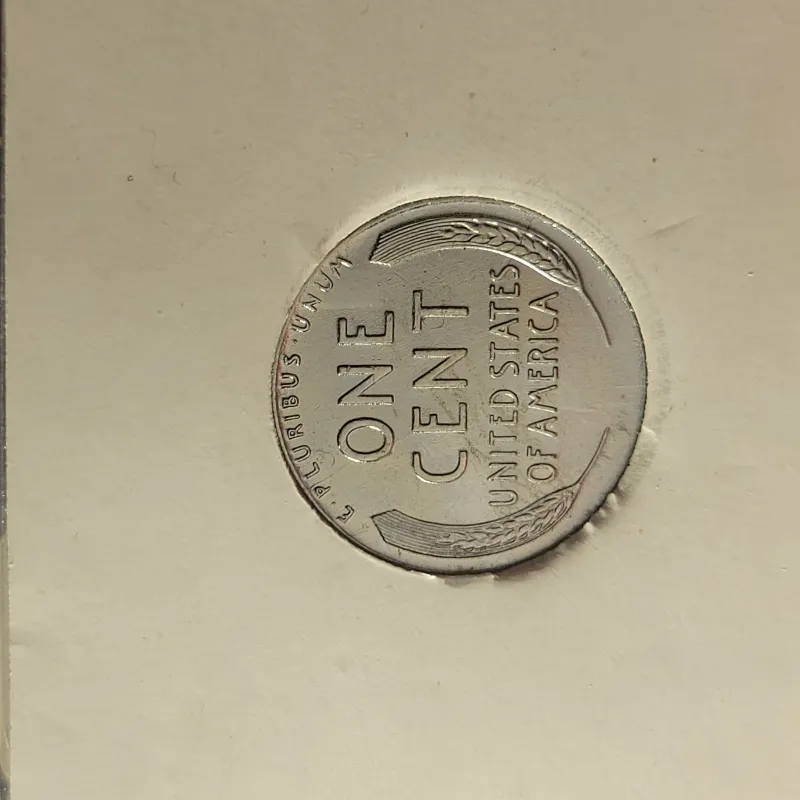 E · PLURIBUS · UNUM
ONE
CENT
UNITED STATES
OF AMERICA